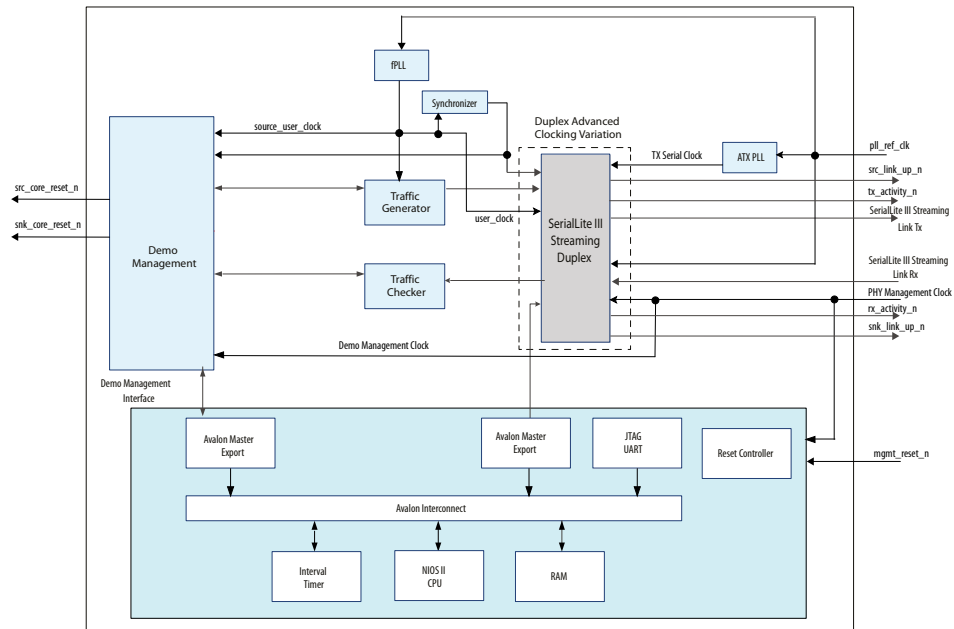 fPLL
Synchronizer
source_user_clock
Duplex Advanced
Clocking Variation
TX Serial Clock
ATX PLL
pll_ref_clk
src_link_up_n
tx_activity_n
SerialLite III Streaming
Link Tx
src_core_reset_n
snk_core_reset_n
Demo
Management
Traffic
Generator
user_clock
SerialLite III
Streaming
Duplex
Traffic
Checker
SerialLite III Streaming
Link Rx
PHY Management Clock
rx_activity_n
snk_link_up_n
Demo Management Clock
Demo Management
Interface
Avalon Master
Export
Avalon Master
Export
JTAG
UART
Reset Controller
mgmt_reset_n
Avalon Interconnect
Interval
Timer
NIOS II
CPU
RAM